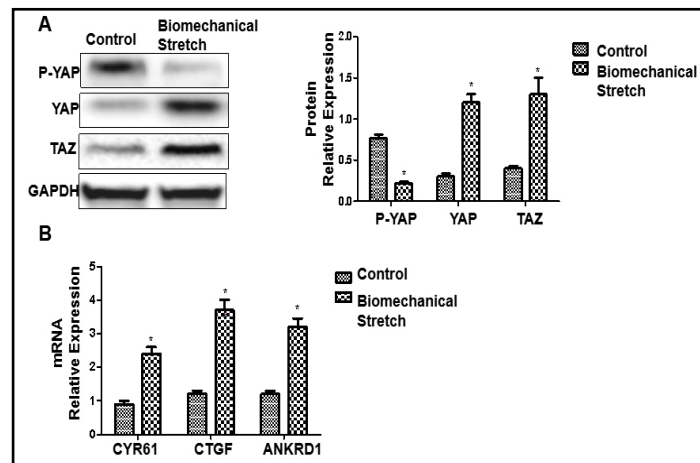 A
Control
Biomechanical
Stretch
P-YAP
YAP
TAZ
GAPDH
Protein
Relative Expression
2.0
1.5
1.0
0.5
0.0
*
*
*
P-YAP YAP TAZ
Control
Biomechanical
Stretch
B
mRNA
Relative Expression
5
4
3
2
1
0
*
*
*
CYR61 CTGF ANKRD1
Control
Biomechanical
Stretch